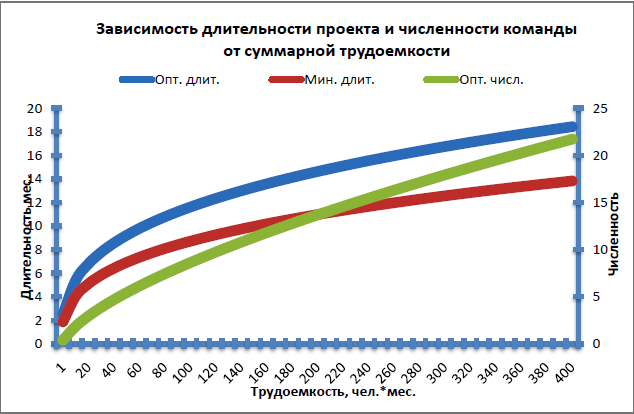 Зависимость длительности проекта и численности команды
от суммарной трудоемкости
Опт. длит. Мин. длит. Опт. числ.
Длительность,мес.
20
18
16
14
12
10
8
6
4
2
0
25
20
15
10
5
0
Численность
1 20 40 60 80 100 120 140 160 180 200 220 240 260 280 300 320 340 360 380 400
Трудоемкость, чел.*мес.